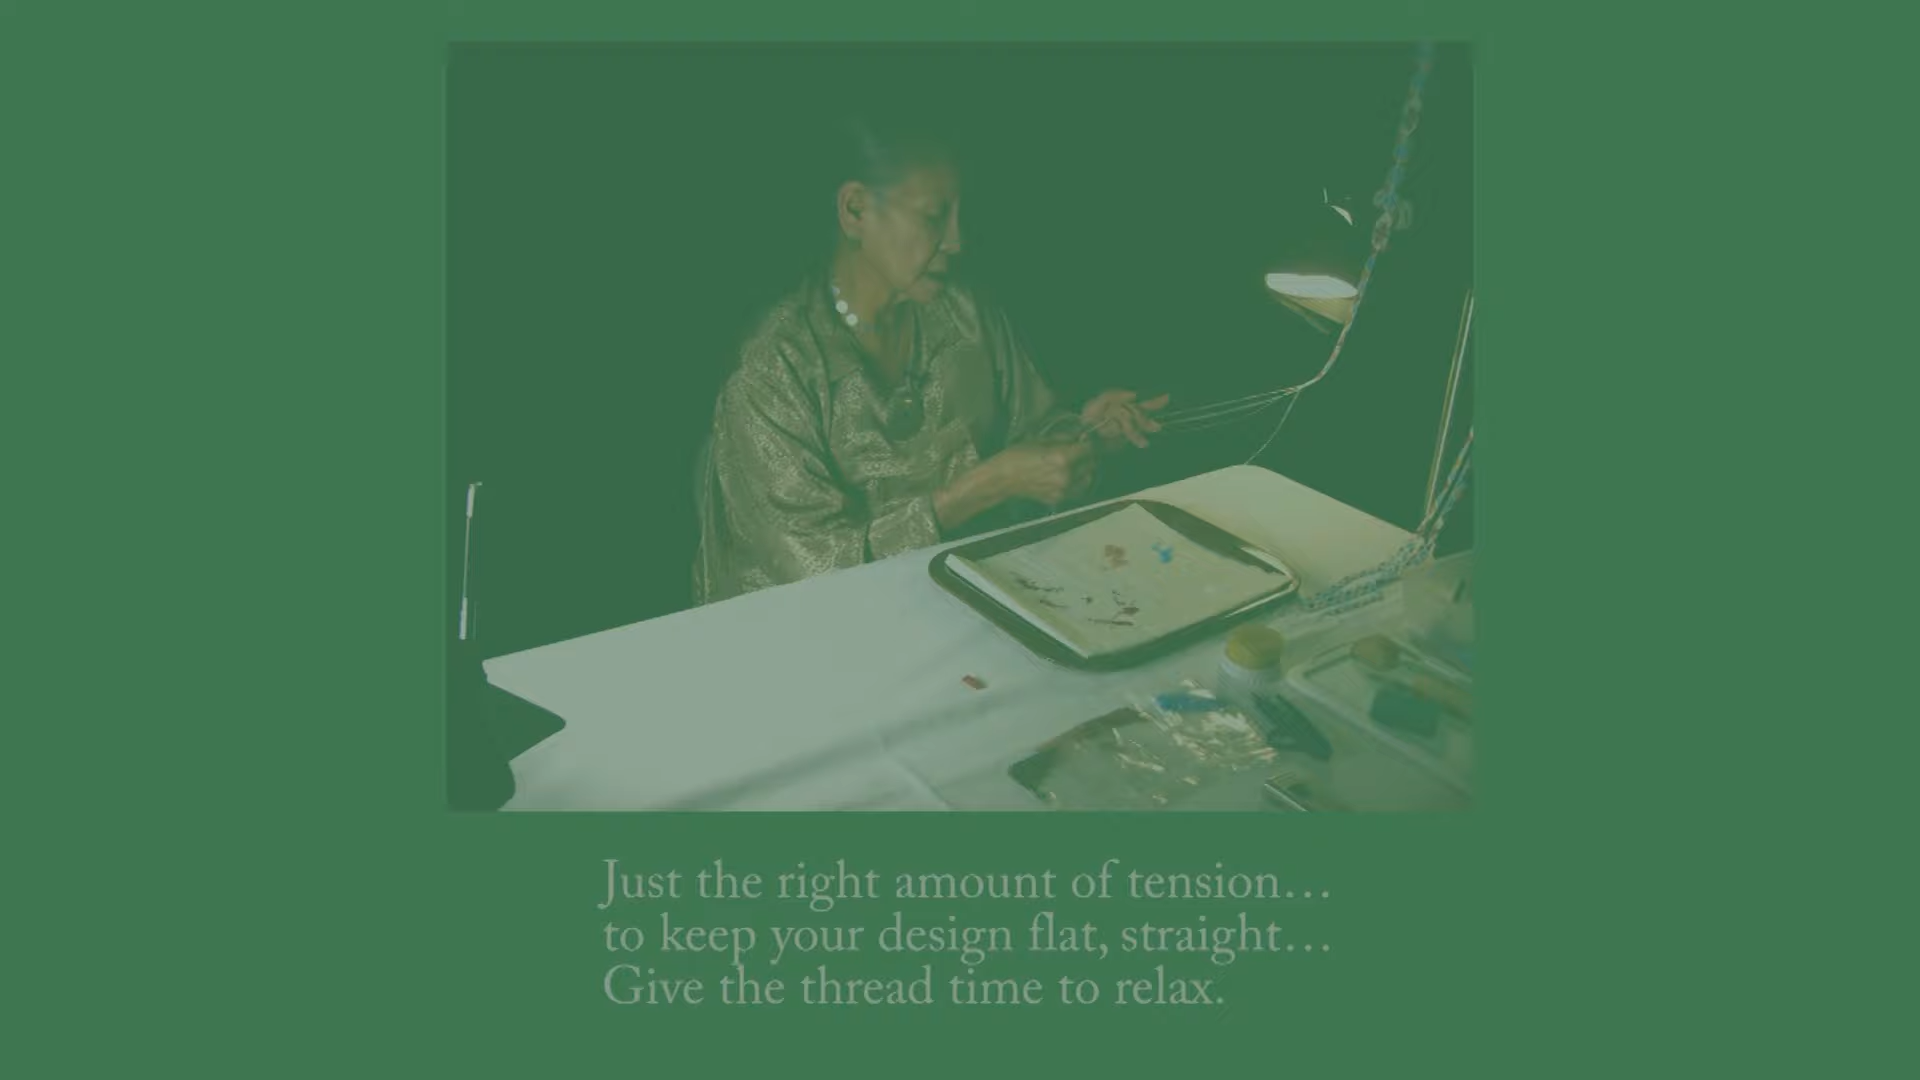 Just the right amount of tension…
to keep your design flat, straight…
Give the thread time to relax.